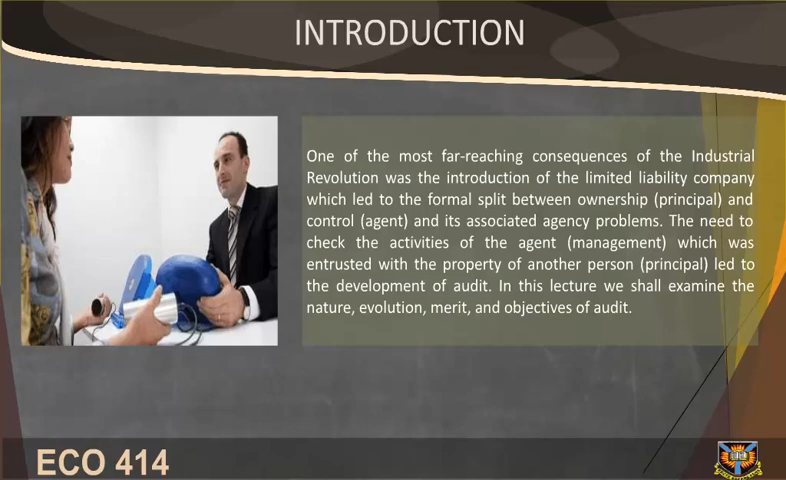 INTRODUCTION
One of the most far-reaching consequences of the Industrial
Revolution was the introduction of the limited liability company
which led to the formal split between ownership (principal) and
control (agent) and its associated agency problems. The need to
check the activities of the agent (management) which was
entrusted with the property of another person (principal) led to
the development of audit. In this lecture we shall examine the
nature, evolution, merit, and objectives of audit.
ECO 414